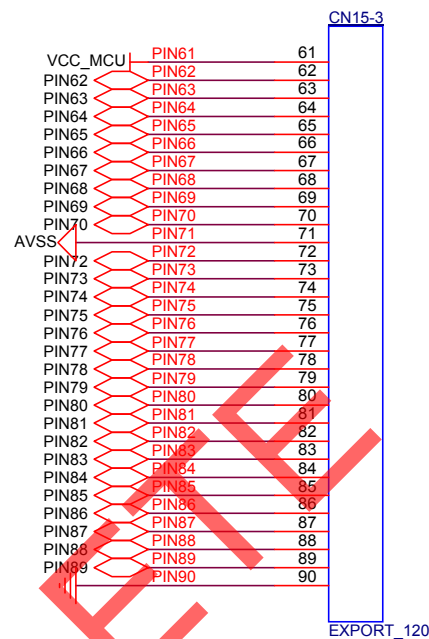 CN15-3
VCC_MCU PIN61 61
PIN62 PIN62 62
PIN63 PIN63 63
PIN64 PIN64 64
PIN65 PIN65 65
PIN66 PIN66 66
PIN67 PIN67 67
PIN68 PIN68 68
PIN69 PIN69 69
PIN70 PIN70 70
AVSS PIN71 71
PIN72 PIN72 72
PIN73 PIN73 73
PIN74 PIN74 74
PIN75 PIN75 75
PIN76 PIN76 76
PIN77 PIN77 77
PIN78 PIN78 78
PIN79 PIN79 79
PIN80 PIN80 80
PIN81 PIN81 81
PIN82 PIN82 82
PIN83 PIN83 83
PIN84 PIN84 84
PIN85 PIN85 85
PIN86 PIN86 86
PIN87 PIN87 87
PIN88 PIN88 88
PIN89 PIN89 89
PIN90 90
EXPORT_120
ETE